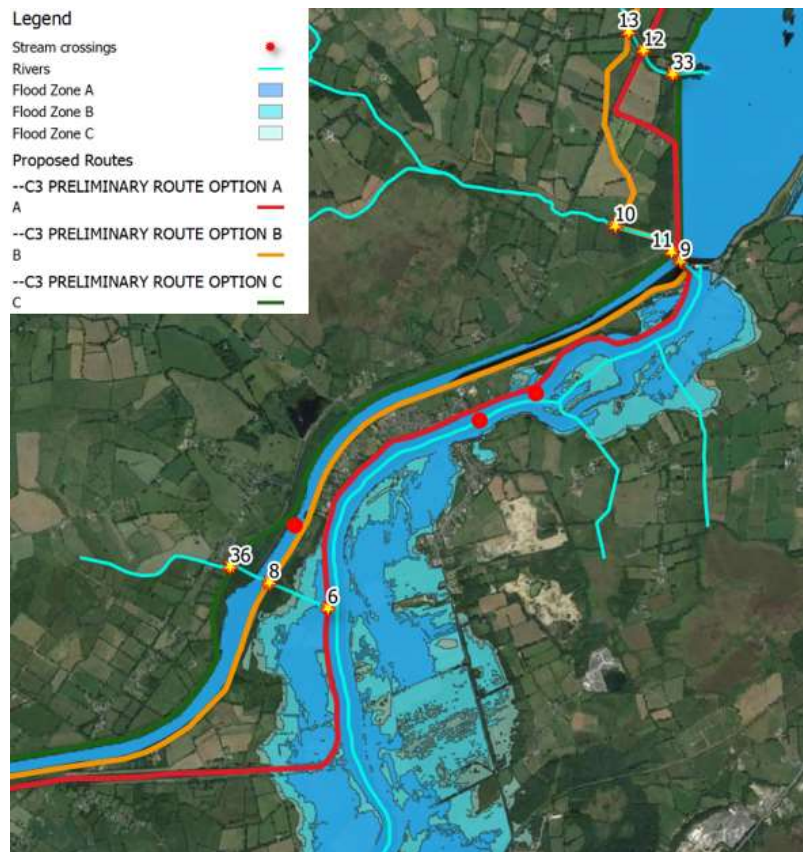 Legend
Stream crossings
Rivers
Flood Zone A
Flood Zone B
Flood Zone C
Proposed Routes
--C3 PRELIMINARY ROUTE OPTION A
A
--C3 PRELIMINARY ROUTE OPTION B
B
--C3 PRELIMINARY ROUTE OPTION C
C
13
12
33
10
11
9
36
8
6